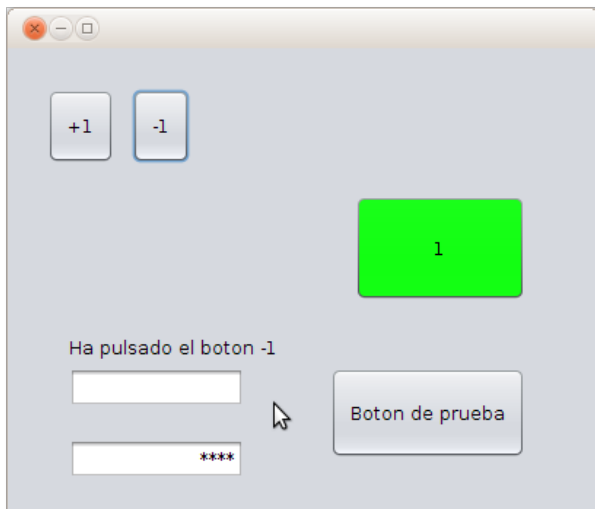 +1
-1
1
Ha pulsado el boton -1
Boton de prueba
****